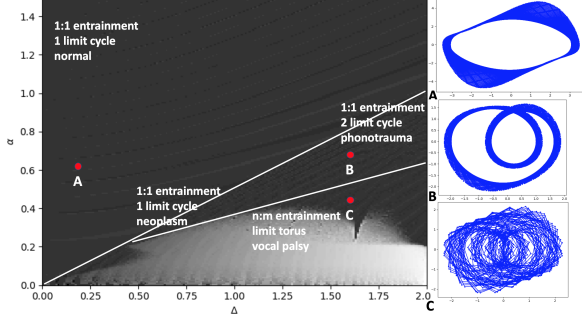 1.4
1.2
1.0
0.8
0.6
0.4
0.2
0.0
α
0.00
0.25
0.50
0.75
1.00
1.25
1.50
1.75
2.0
Δ
1:1 entrainment
1 limit cycle
normal
1:1 entrainment
2 limit cycle
phonotrauma
1:1 entrainment
1 limit cycle
neoplasm
n:m entrainment
limit torus
vocal palsy
A
B
C
A
B
C